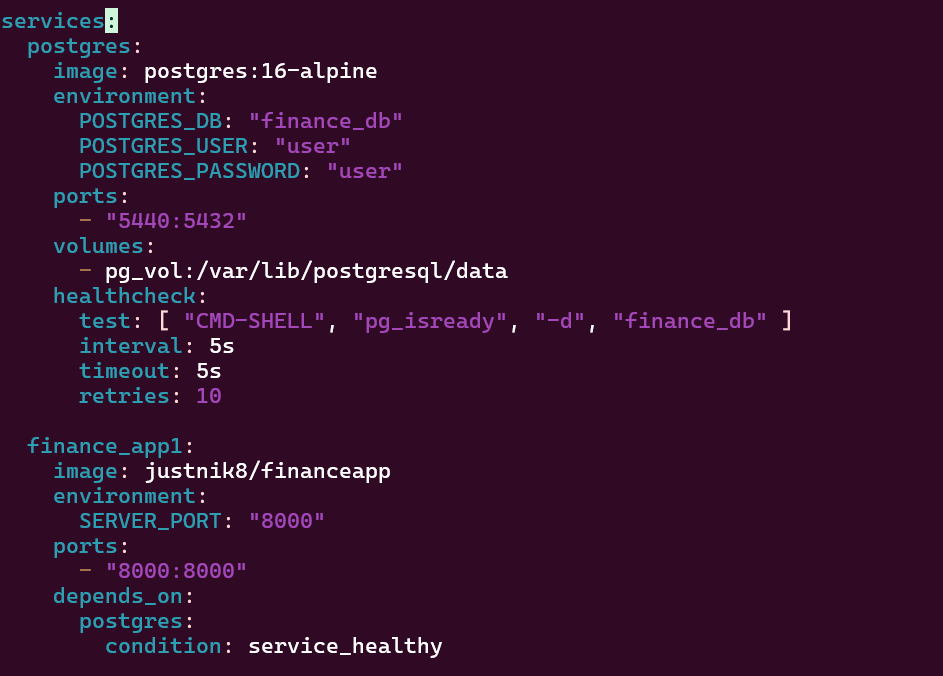 services:
  postgres:
    image: postgres:16-alpine
    environment:
      POSTGRES_DB: "finance_db"
      POSTGRES_USER: "user"
      POSTGRES_PASSWORD: "user"
    ports:
      - "5440:5432"
    volumes:
      - pg_vol:/var/lib/postgresql/data
    healthcheck:
      test: [ "CMD-SHELL", "pg_isready", "-d", "finance_db" ]
      interval: 5s
      timeout: 5s
      retries: 10

  finance_app1:
    image: justnik8/financeapp
    environment:
      SERVER_PORT: "8000"
    ports:
      - "8000:8000"
    depends_on:
      postgres:
        condition: service_healthy